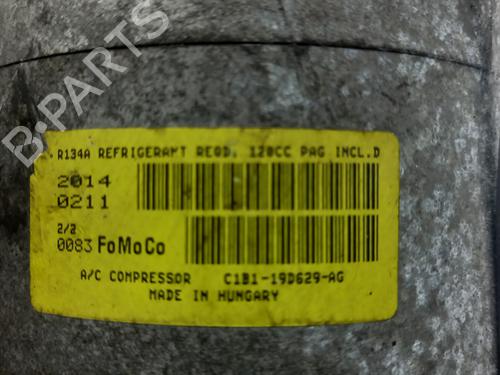 B-PARTS
R134A REFRIGERANT REQD. 120CC PAG INCL.D
2014
0211
2/2
0083 FoMoCo
A/C COMPRESSOR C1B1-19D629-AG
MADE IN HUNGARY